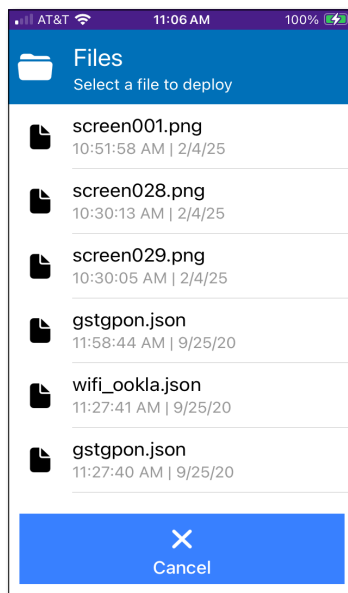 AT&T 11:06 AM 100%
Files
Select a file to deploy
screen001.png
10:51:58 AM | 2/4/25
screen028.png
10:30:13 AM | 2/4/25
screen029.png
10:30:05 AM | 2/4/25
gstgpon.json
11:58:44 AM | 9/25/20
wifi_ookla.json
11:27:41 AM | 9/25/20
gstgpon.json
11:27:40 AM | 9/25/20
Cancel